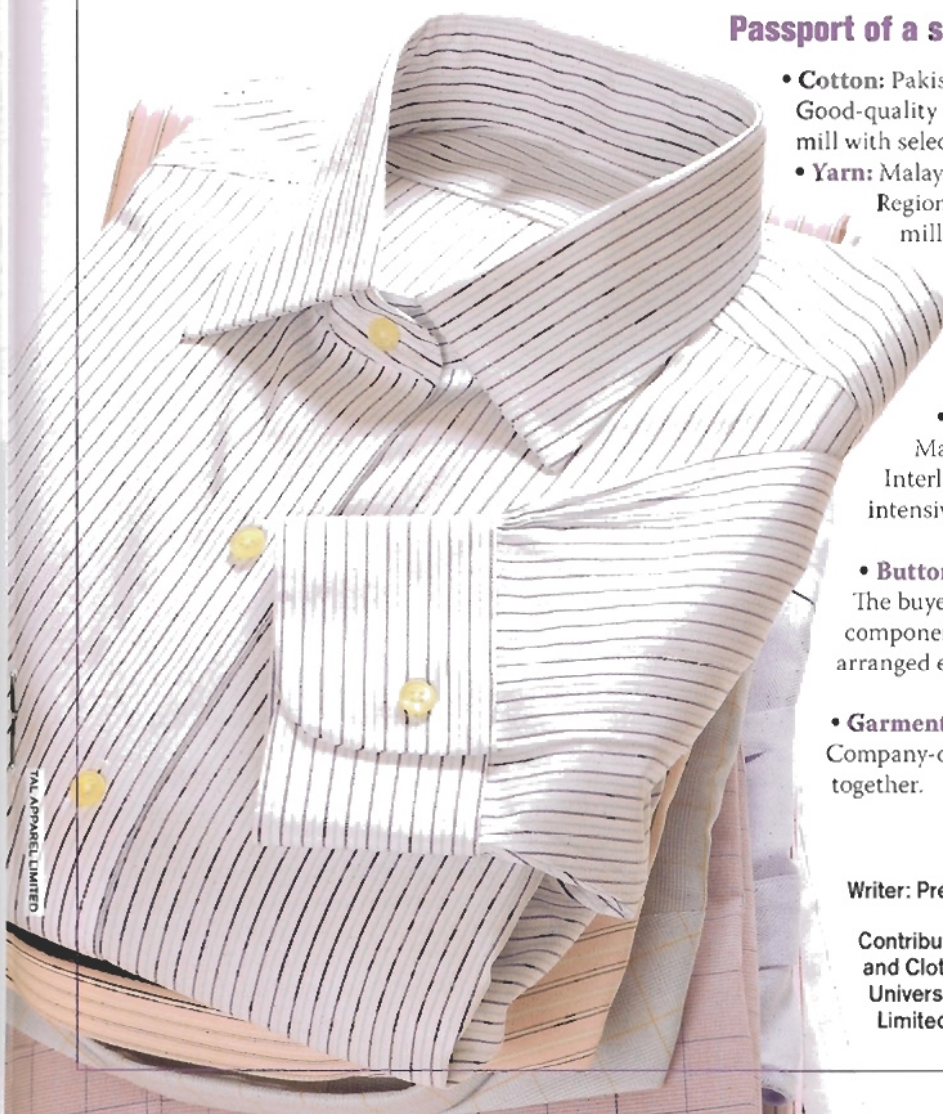 Passport of a s
• Cotton: Pakis
Good-quality
mill with selec
• Yarn: Malay
Region
mill
•
Ma
Interl
intensiv
• Button
The buye
compone
arranged e
• Garment
Company-o
together.
Writer: Pre
Contribu
and Clot
Univers
Limited
TAL APPAREL LIMITED